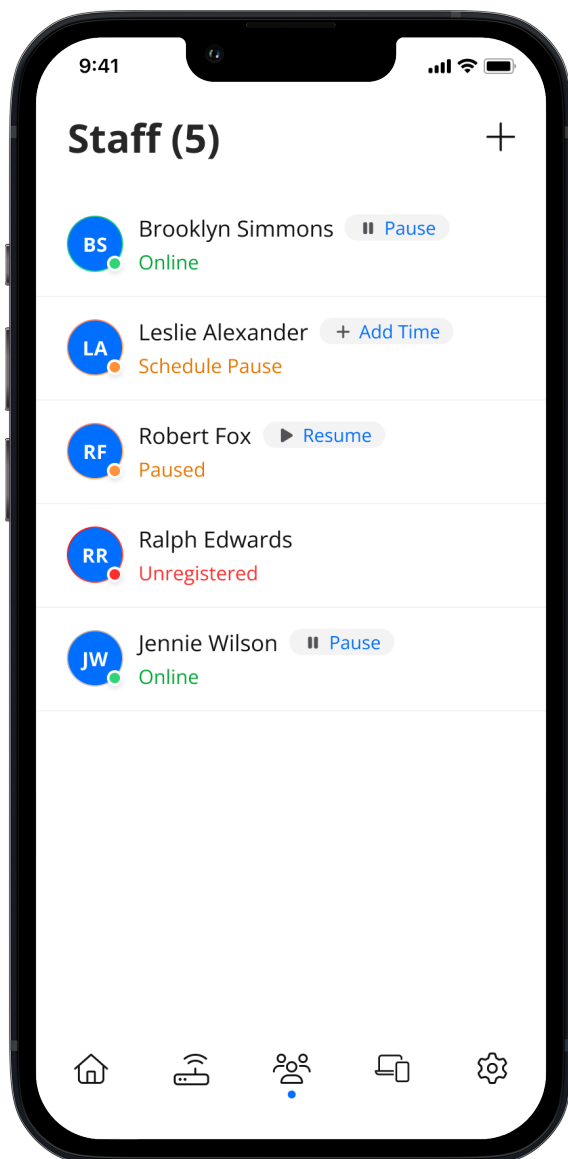 9:41
Staff (5)
BS
Brooklyn Simmons
Pause
Online
LA
Leslie Alexander
Add Time
Schedule Pause
RF
Robert Fox
Resume
Paused
RR
Ralph Edwards
Unregistered
JW
Jennie Wilson
Pause
Online